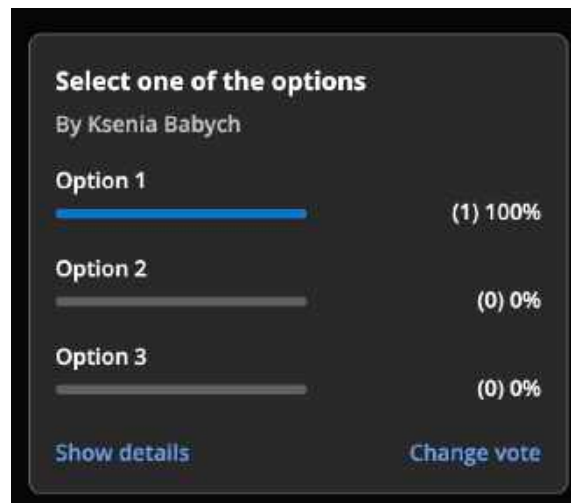 Select one of the options
By Ksenia Babych
Option 1
(1) 100%
Option 2
(0) 0%
Option 3
(0) 0%
Show details
Change vote